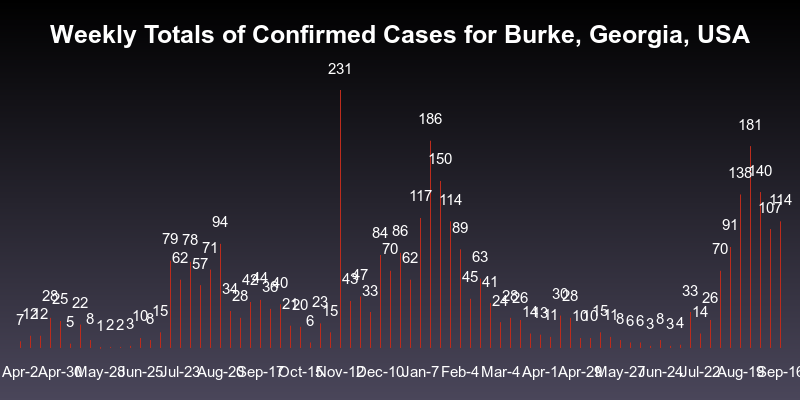 Weekly Totals of Confirmed Cases for Burke, Georgia, USA
7 12 12 28 25 5 22 8 1 2 2 3 10 8 15 79 62 78 57 71 94 34 28 42 44 36 40 21 20 6 23 15 231 43 47 33 84 70 86 62 117 186 150 114 89 45 63 41 24 28 26 14 13 11 30 28 10 10 15 11 8 6 6 3 8 3 4 33 14 26 70 91 138 181 140 107 114
Apr-2 Apr-30 May-28 Jun-25 Jul-23 Aug-20 Sep-17 Oct-15 Nov-12 Dec-10 Jan-7 Feb-4 Mar-4 Apr-1 Apr-29 May-27 Jun-24 Jul-22 Aug-19 Sep-16